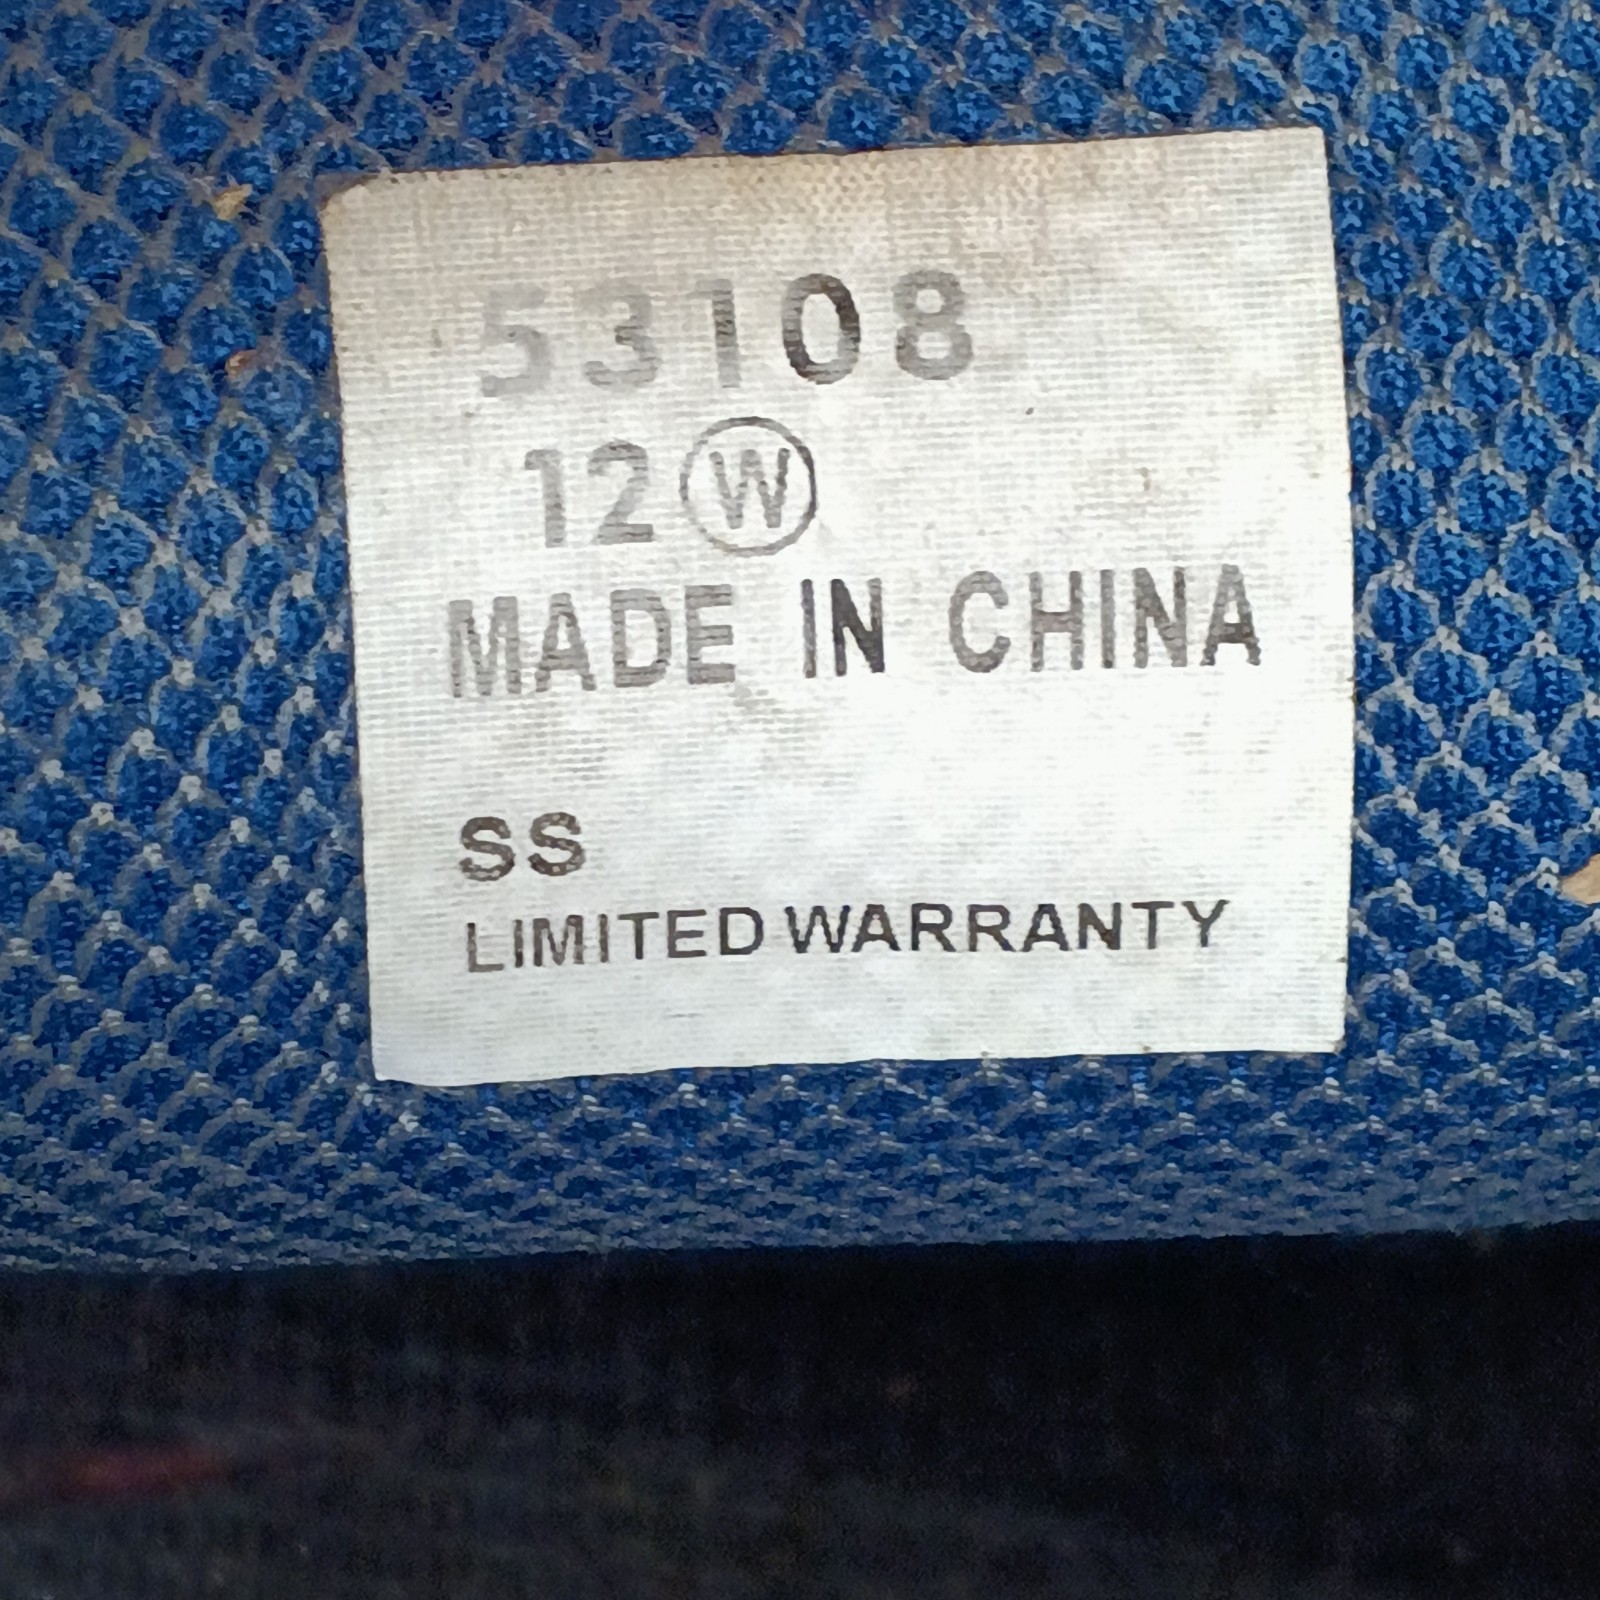 53108
12 Ⓦ
MADE IN CHINA
SS
LIMITED WARRANTY